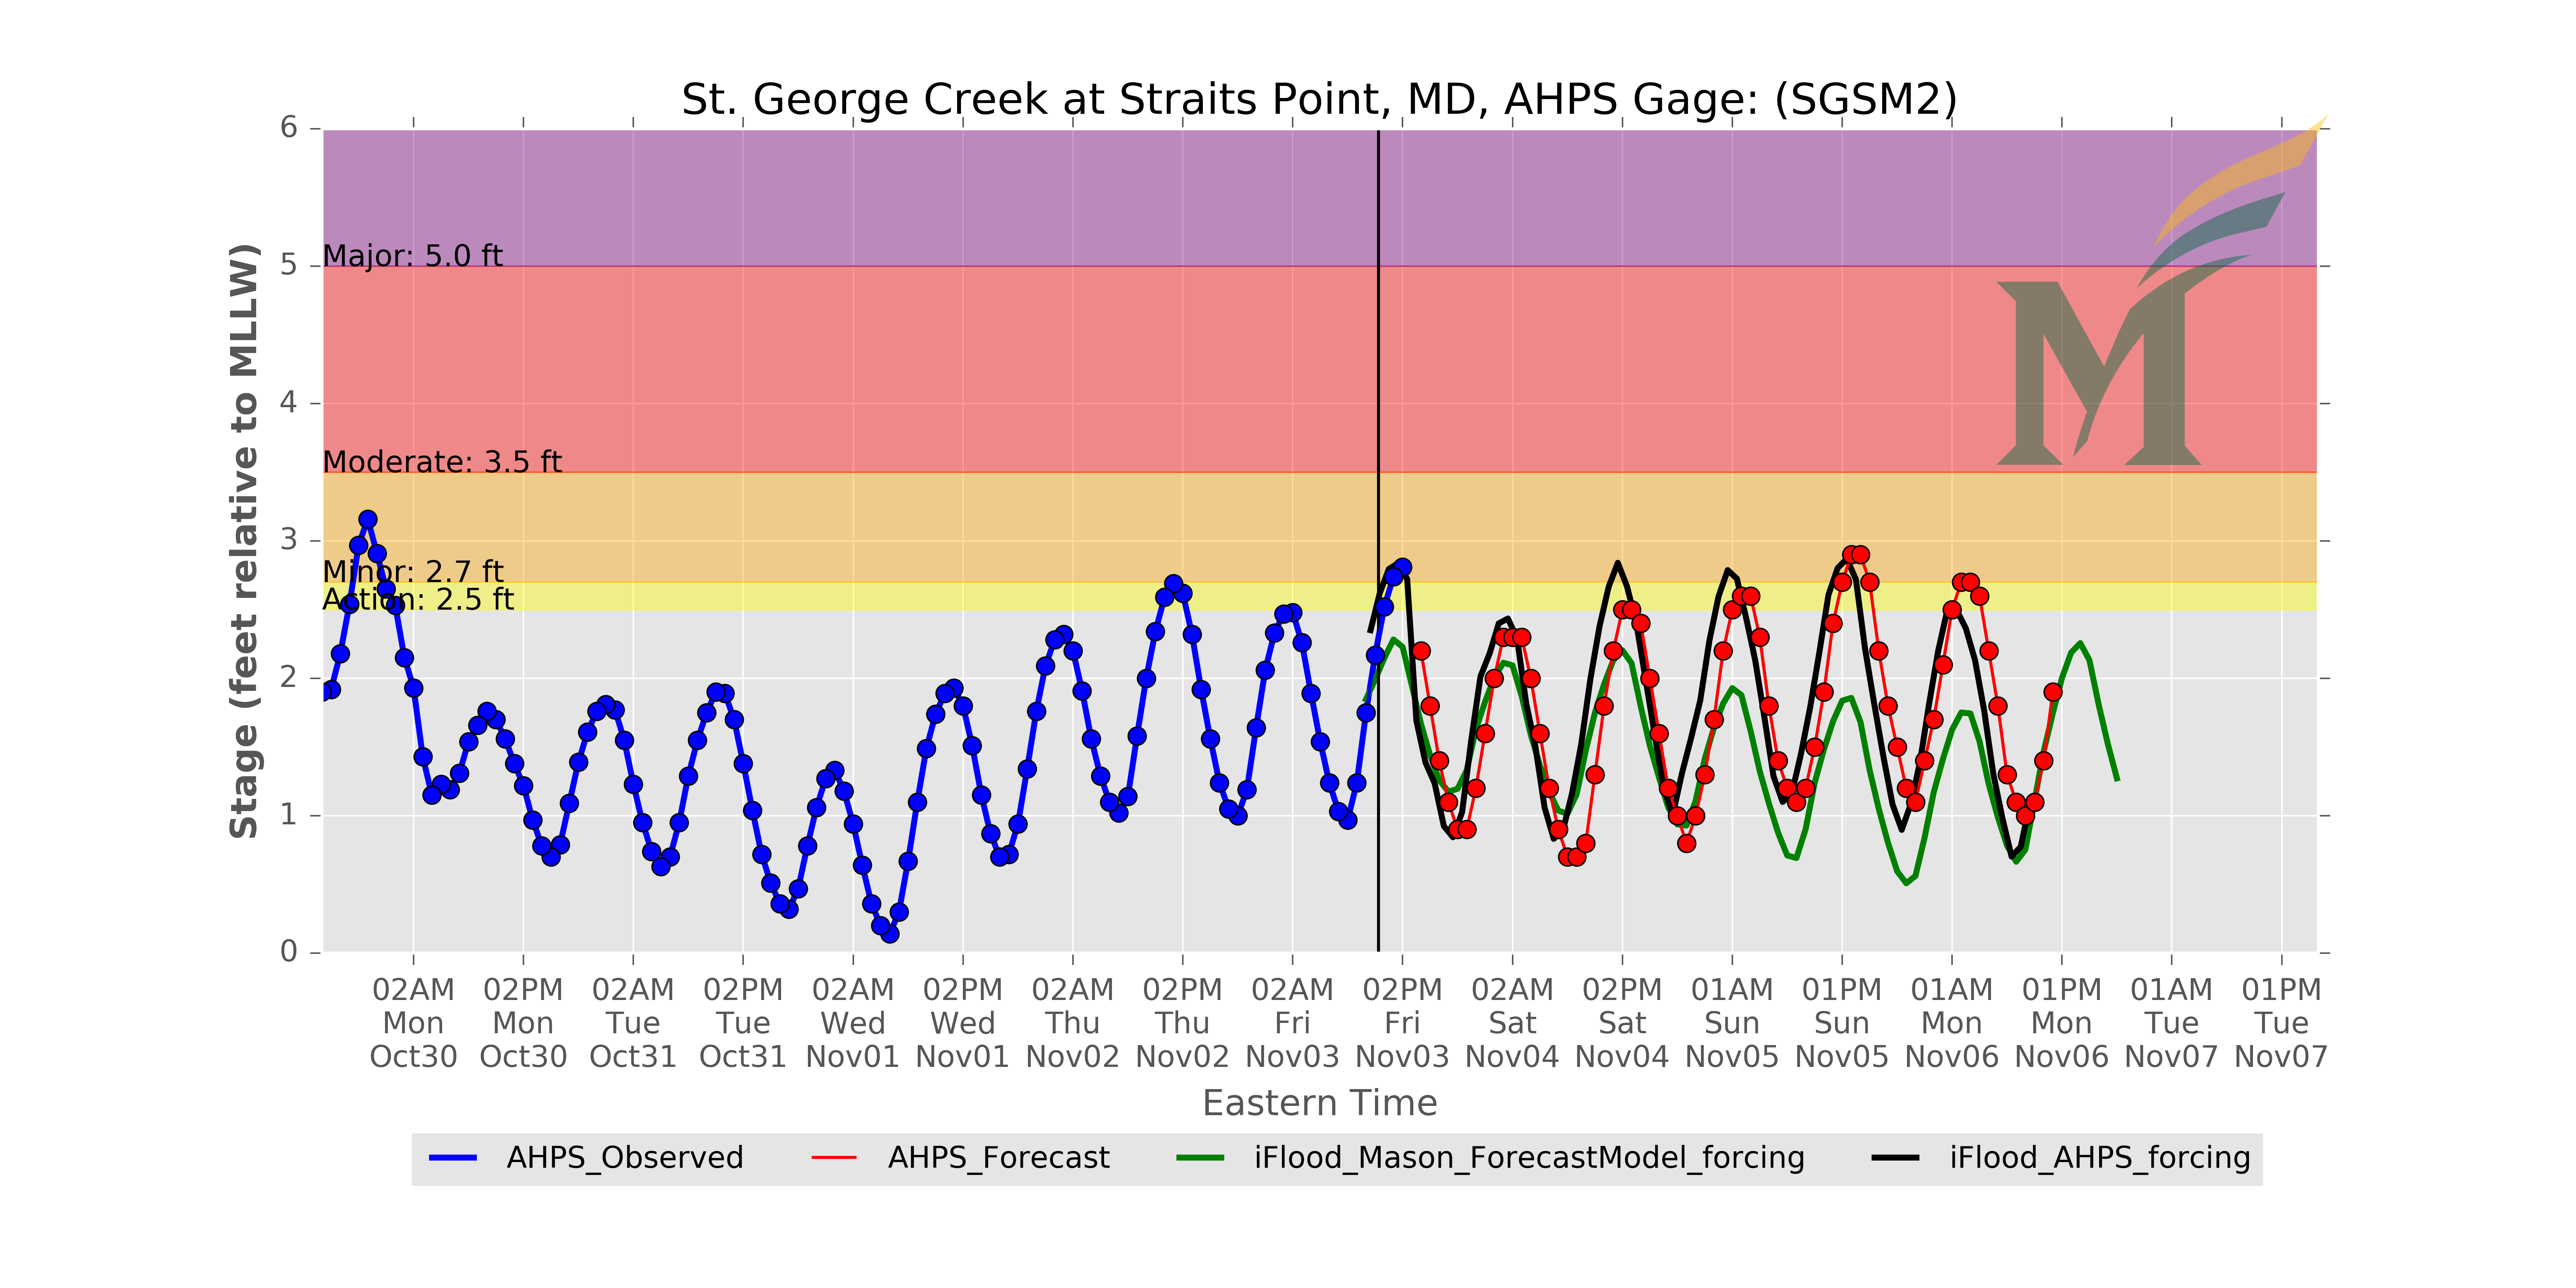 St. George Creek at Straits Point, MD, AHPS Gage: (SGSM2)
Stage (feet relative to MLLW)
6
5
4
3
2
1
0
Major: 5.0 ft
Moderate: 3.5 ft
Minor: 2.7 ft
Action: 2.5 ft
M
02AM 02PM 02AM 02PM 02AM 02PM 02AM 02PM 02AM 02PM 02AM 02PM 01AM 01PM 01AM 01PM 01AM 01PM
Mon Mon Tue Tue Wed Wed Thu Thu Fri Fri Sat Sat Sun Sun Mon Mon Tue Tue
Oct30 Oct30 Oct31 Oct31 Nov01 Nov01 Nov02 Nov02 Nov03 Nov03 Nov04 Nov04 Nov05 Nov05 Nov06 Nov06 Nov07 Nov07
Eastern Time
AHPS_Observed AHPS_Forecast iFlood_Mason_ForecastModel_forcing iFlood_AHPS_forcing